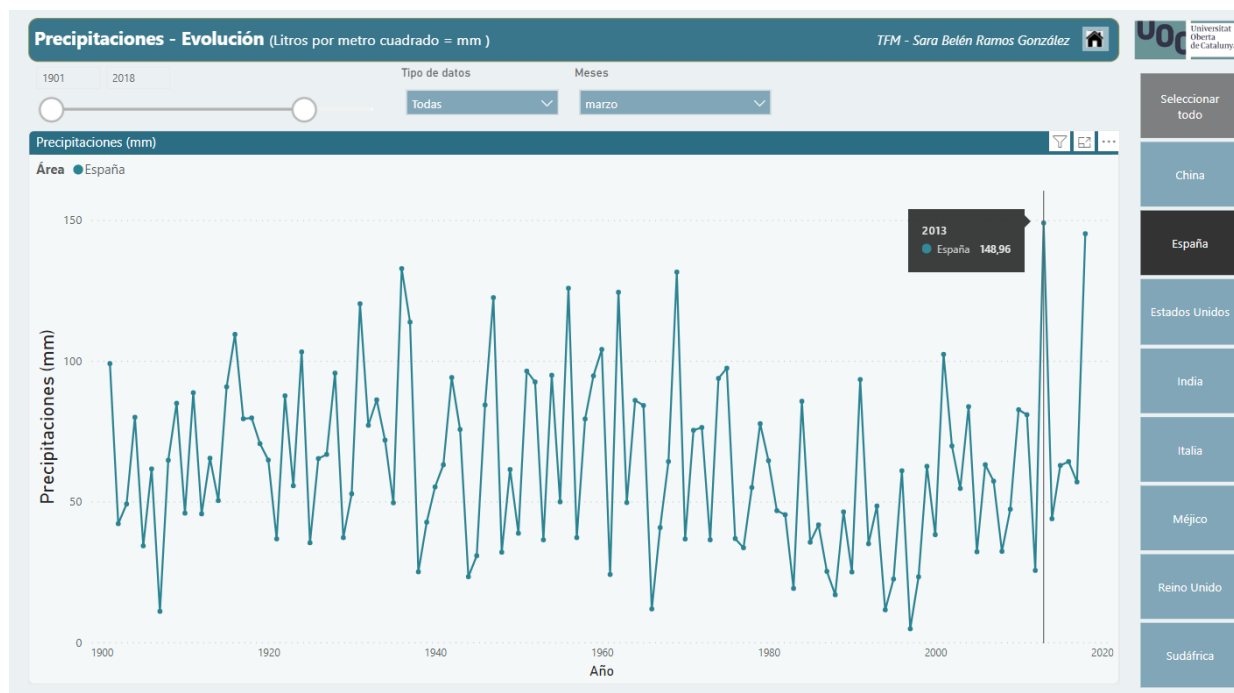 Precipitaciones - Evolución (Litros por metro cuadrado = mm )
TFM - Sara Belén Ramos González
UOC
Universitat
Oberta
de Cataluny
1901
2018
Tipo de datos
Todas
Meses
marzo
Precipitaciones (mm)
Área España
Precipitaciones (mm)
150
100
50
0
2013
España 148,96
1900
1920
1940
1960
1980
2000
2020
Año
Seleccionar
todo
China
España
Estados Unidos
India
Italia
Méjico
Reino Unido
Sudáfrica